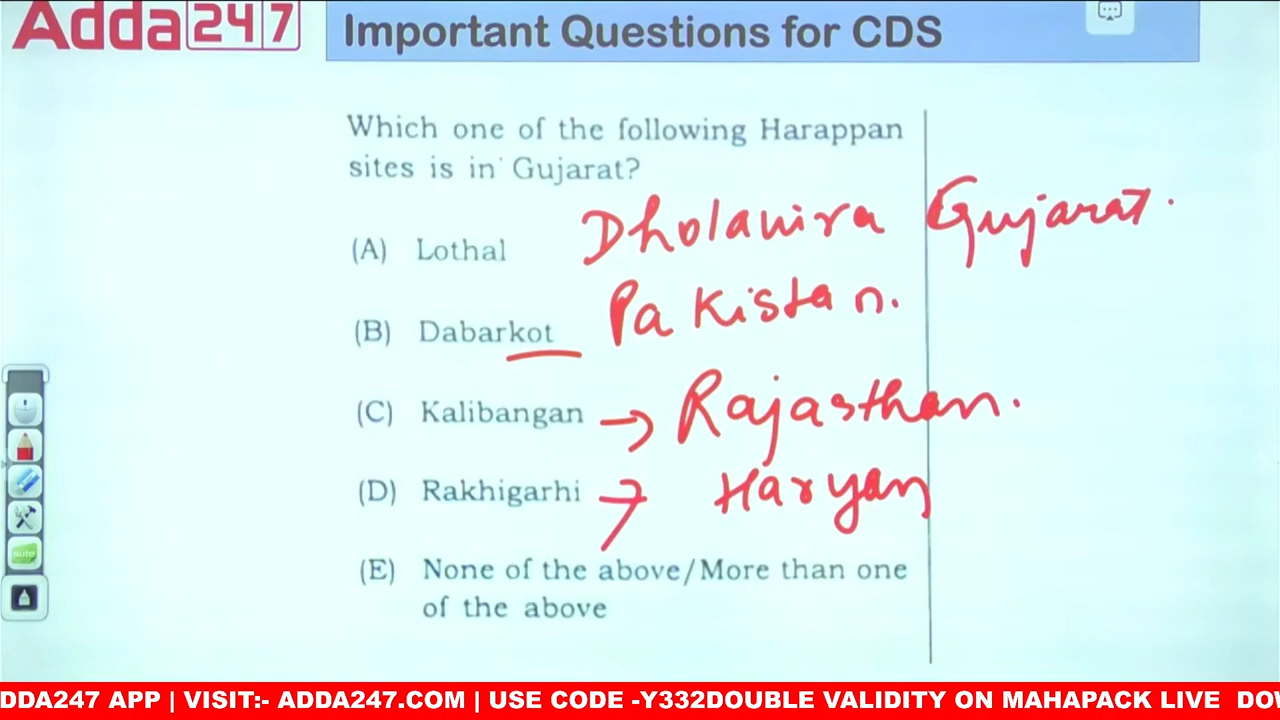 Adda247
Important Questions for CDS
Which one of the following Harappan
sites is in Gujarat?
Dholavira Gujarat.
(A) Lothal
Pakistan.
(B) Dabarkot
(C) Kalibangan → Rajasthan.
(D) Rakhigarhi → Haryan
(E) None of the above/More than one
of the above
Note
DDA247 APP | VISIT:- ADDA247.COM | USE CODE -Y332DOUBLE VALIDITY ON MAHAPACK LIVE DO